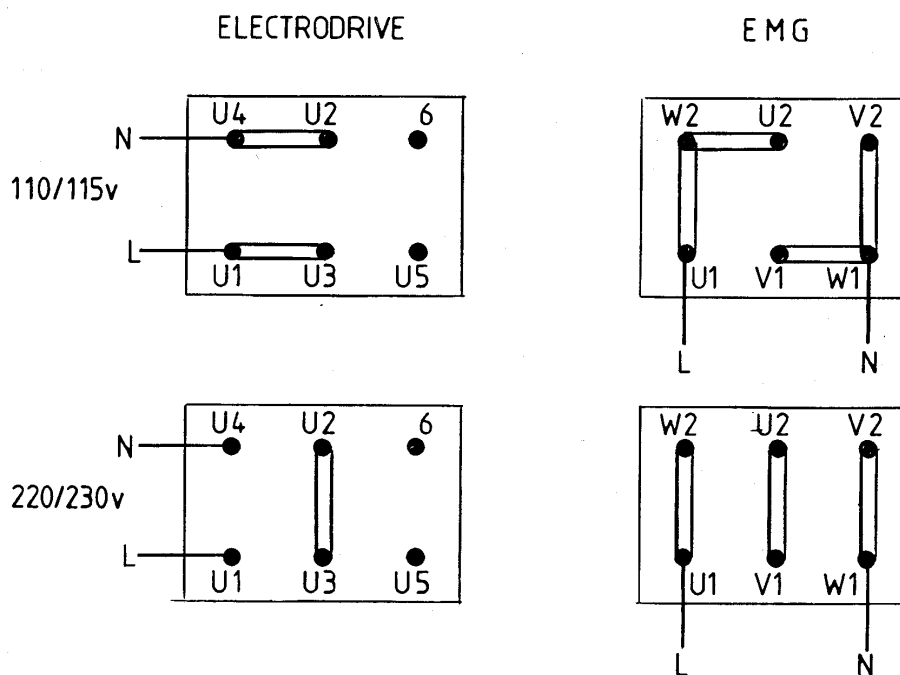 ELECTRODRIVE EMG
U4 U2 6 W2 U2 V2
N
110/115v
L
U1 U3 U5 U1 V1 W1
L N
U4 U2 6 W2 U2 V2
N
220/230v
L
U1 U3 U5 U1 V1 W1
L N